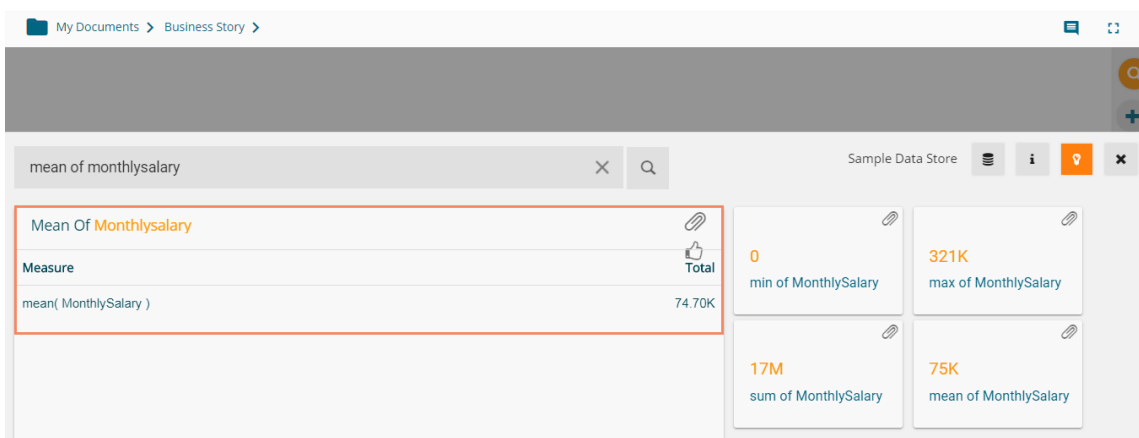 My Documents > Business Story >
mean of monthlysalary
Sample Data Store
i
Mean Of Monthlysalary
Measure
Total
mean( MonthlySalary )
74.70K
0
min of MonthlySalary
321K
max of MonthlySalary
17M
sum of MonthlySalary
75K
mean of MonthlySalary